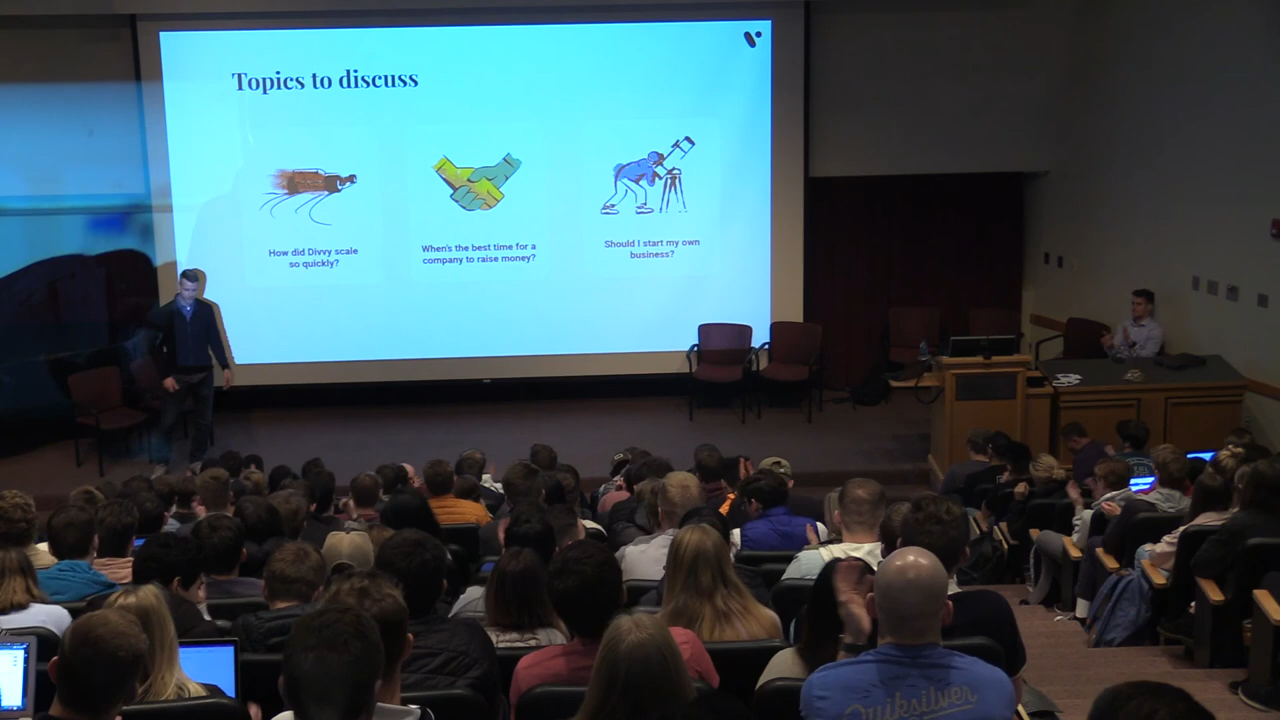 Topics to discuss
How did Divvy scale
so quickly?
When's the best time for a
company to raise money?
Should I start my own
business?
Quiksilver